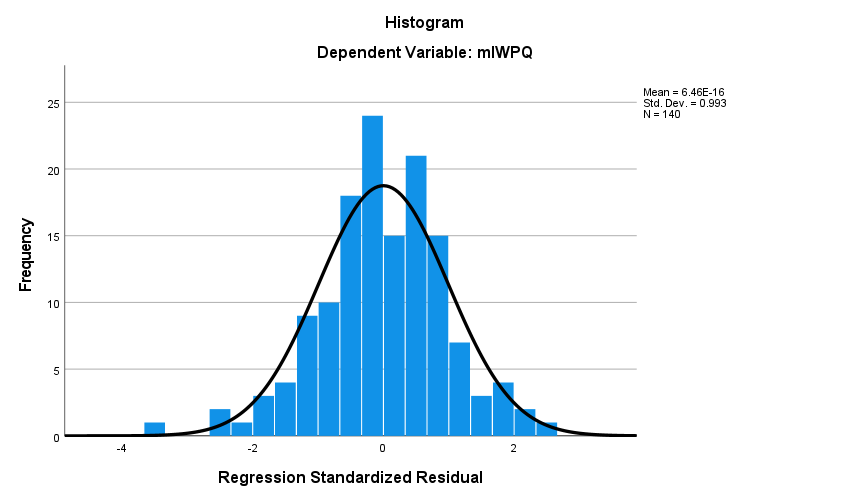 Histogram
Dependent Variable: mIWPQ
Mean = 6.46E-16
Std. Dev. = 0.993
N = 140
Frequency
25
20
15
10
5
0
-4 -2 0 2
Regression Standardized Residual